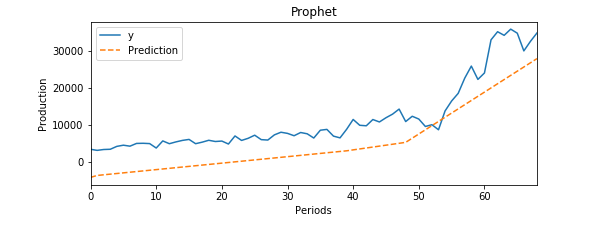 Prophet
y
Prediction
Production
30000
20000
10000
0
0 10 20 30 40 50 60
Periods